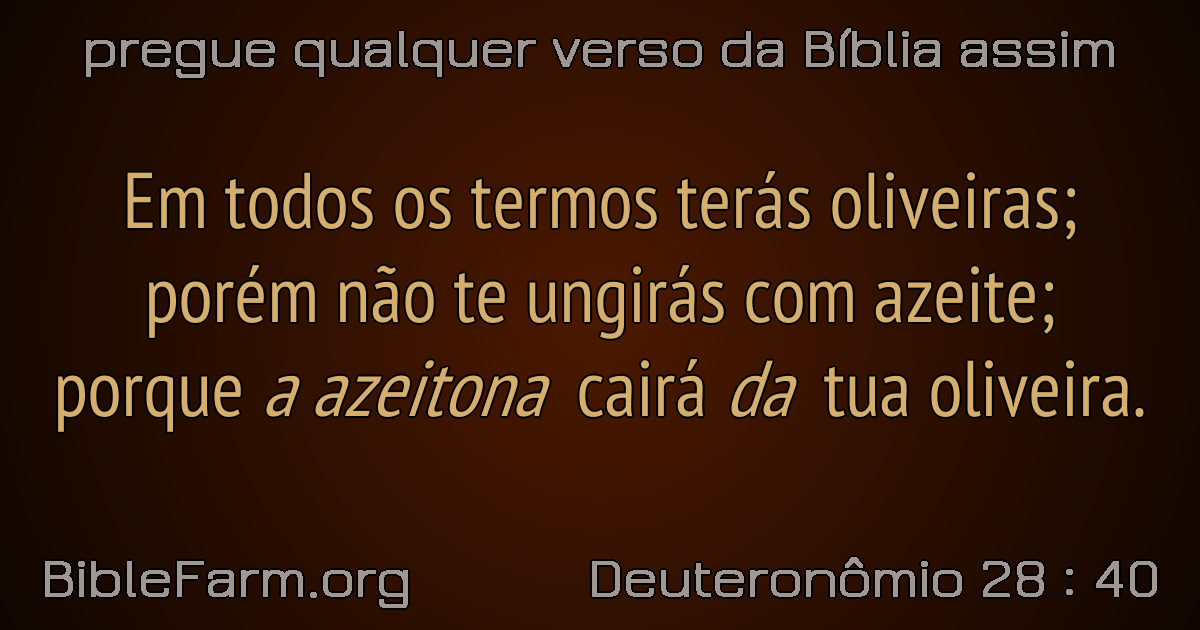 pregue qualquer verso da Bíblia assim
Em todos os termos terás oliveiras;
porém não te ungirás com azeite;
porque a azeitona cairá da tua oliveira.
BibleFarm.org
Deuteronômio 28 : 40